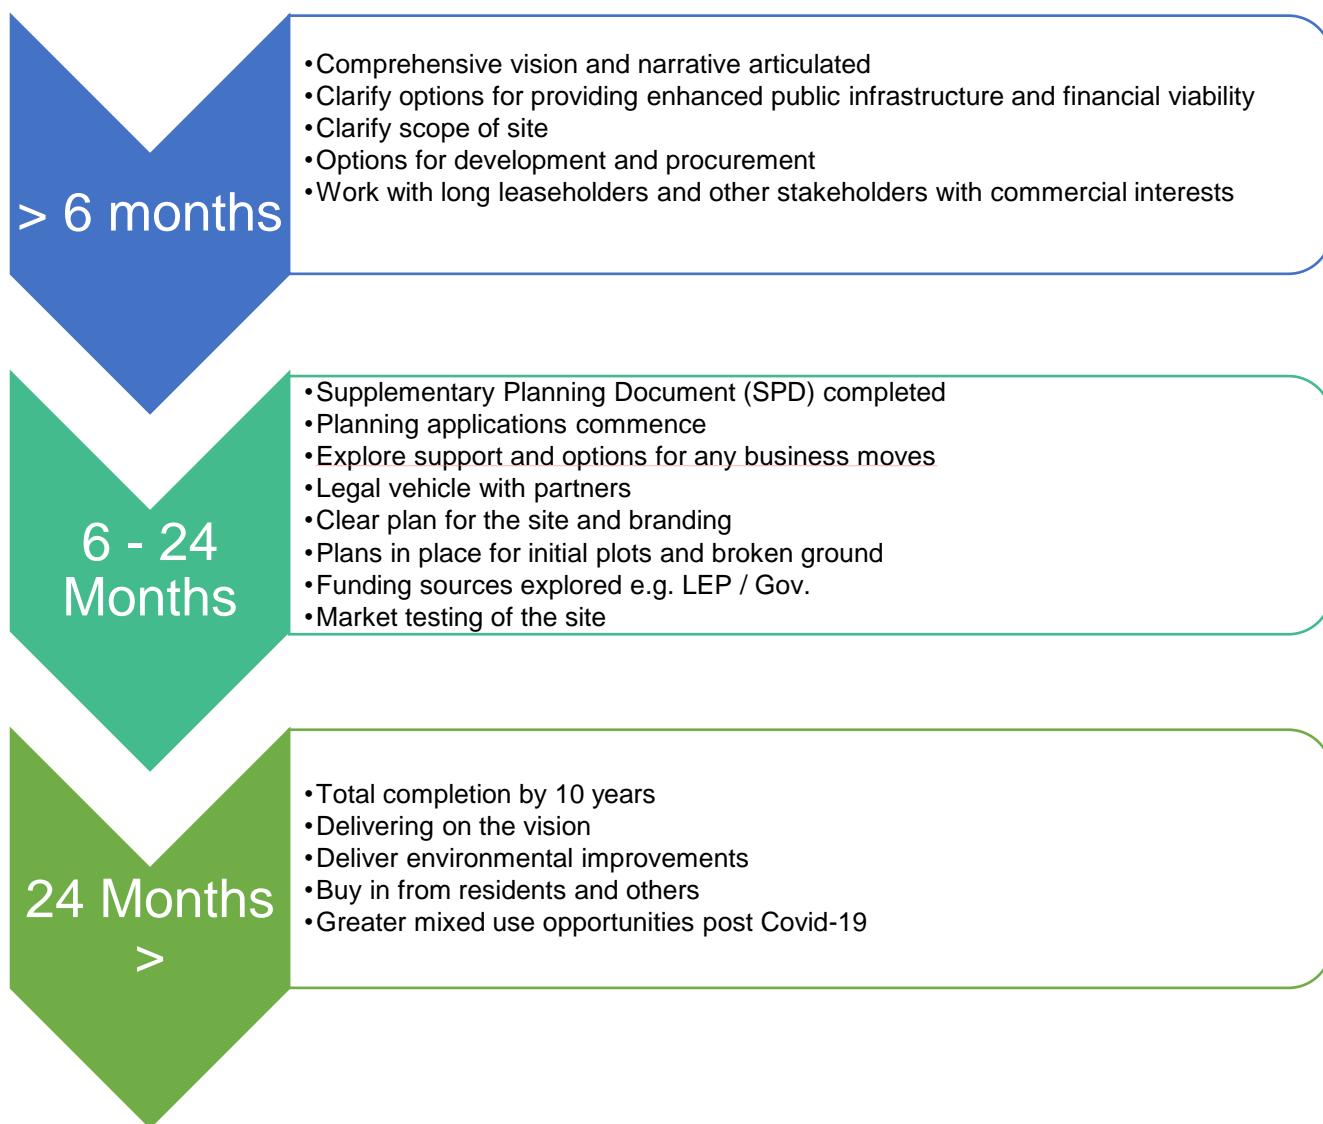 > 6 months
•Comprehensive vision and narrative articulated
•Clarify options for providing enhanced public infrastructure and financial viability
•Clarify scope of site
•Options for development and procurement
•Work with long leaseholders and other stakeholders with commercial interests
6 - 24
Months
•Supplementary Planning Document (SPD) completed
•Planning applications commence
•Explore support and options for any business moves
•Legal vehicle with partners
•Clear plan for the site and branding
•Plans in place for initial plots and broken ground
•Funding sources explored e.g. LEP / Gov.
•Market testing of the site
24 Months
>
•Total completion by 10 years
•Delivering on the vision
•Deliver environmental improvements
•Buy in from residents and others
•Greater mixed use opportunities post Covid-19